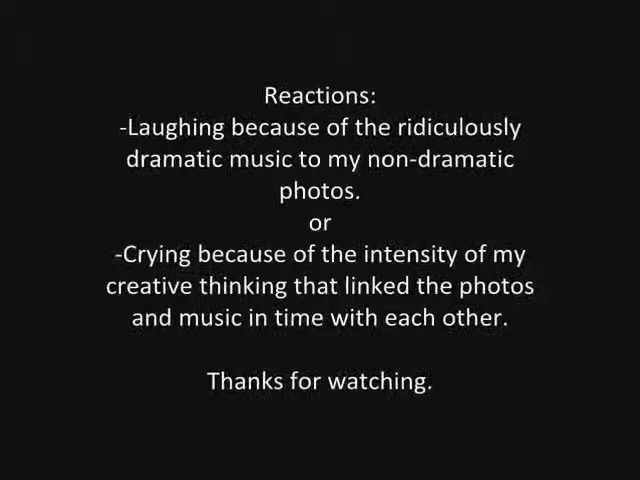 Reactions:
-Laughing because of the ridiculously
dramatic music to my non-dramatic
photos.
or
-Crying because of the intensity of my
creative thinking that linked the photos
and music in time with each other.
Thanks for watching.